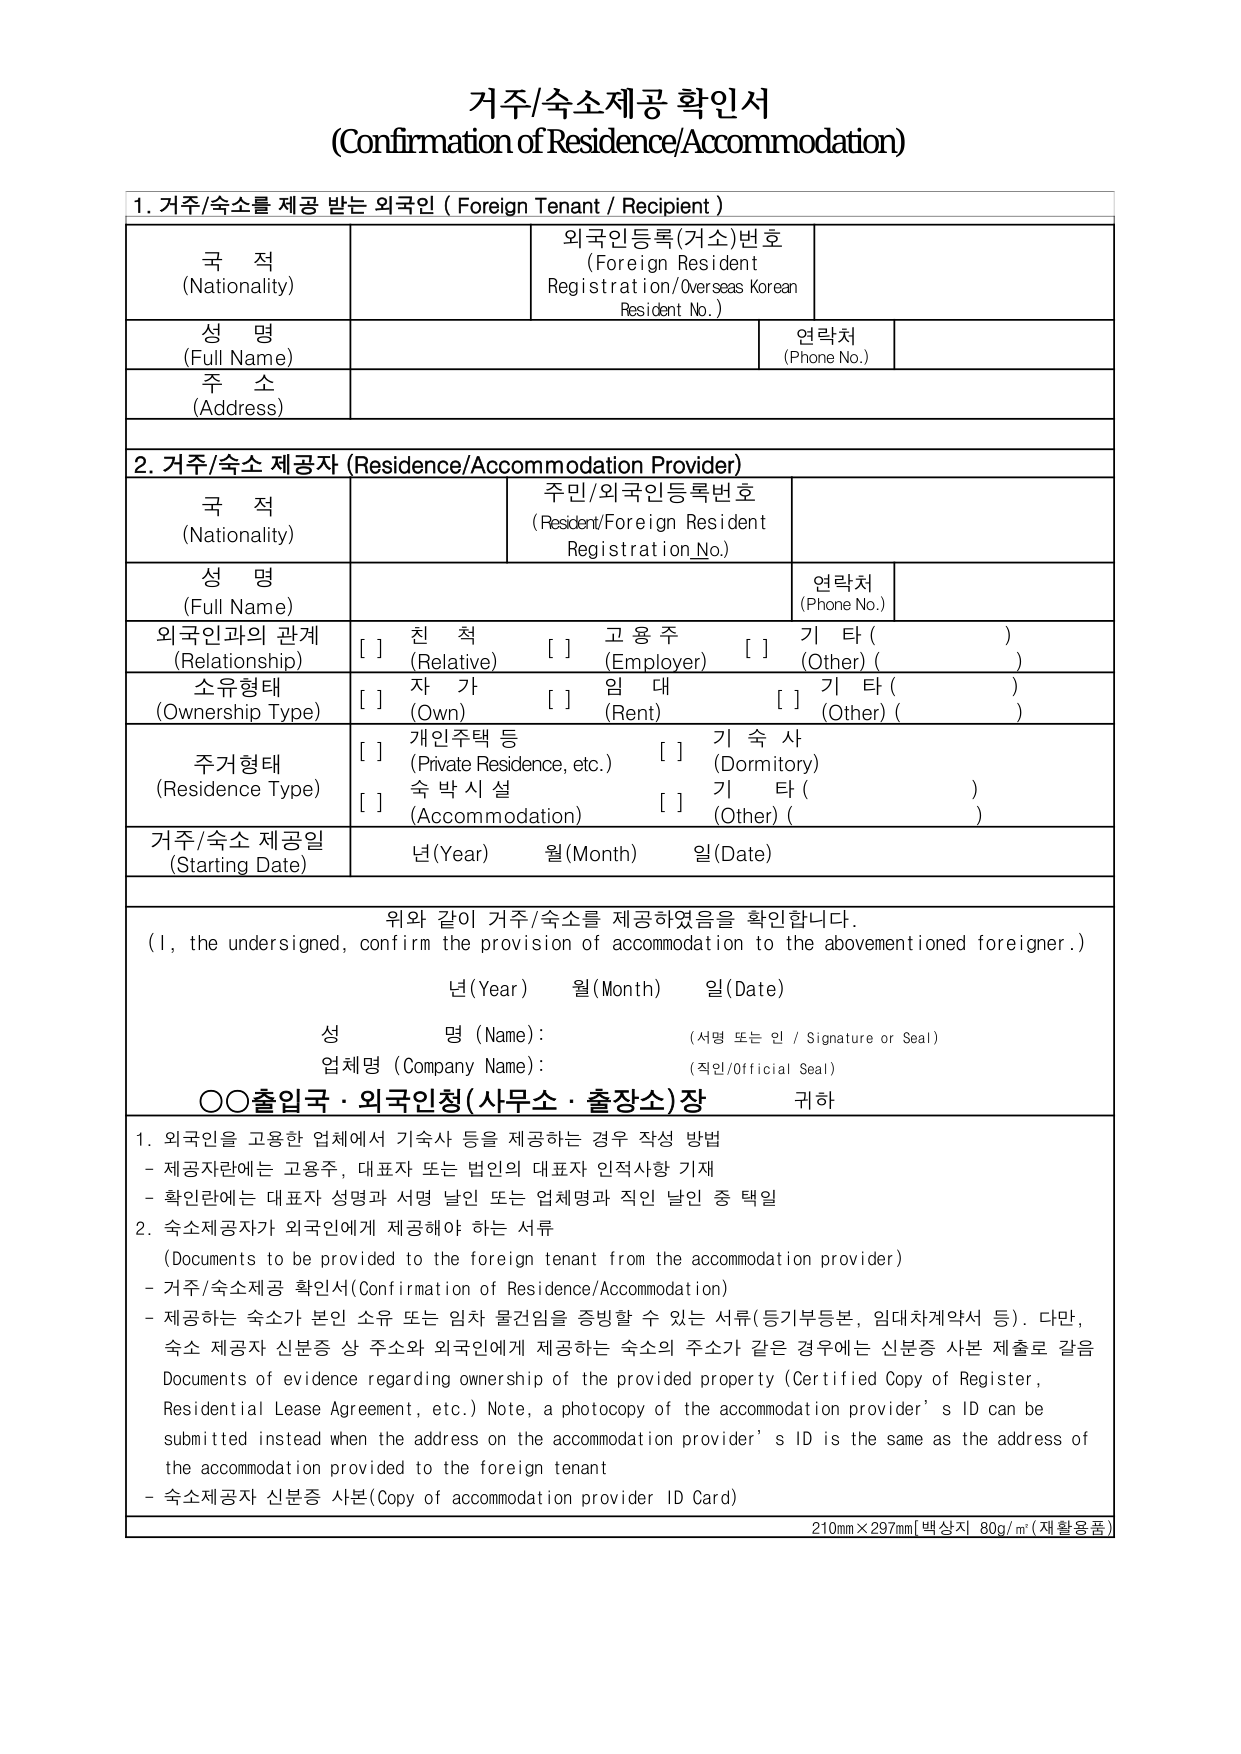 거주/숙소제공 확인서
(Confirmation of Residence/Accommodation)
1. 거주/숙소를 제공 받는 외국인 ( Foreign Tenant / Recipient )
국 적
(Nationality)
외국인등록(거소)번호
(Foreign Resident
Registration/Overseas Korean
Resident No.)
성 명
(Full Name)
연락처
(Phone No.)
주 소
(Address)
2. 거주/숙소 제공자 (Residence/Accommodation Provider)
국 적
(Nationality)
주민/외국인등록번호
(Resident/Foreign Resident
Registration No.)
성 명
(Full Name)
연락처
(Phone No.)
외국인과의 관계
(Relationship)
[ ] 친 척 [ ] 고 용 주 [ ] 기 타 ( )
(Relative) (Employer) (Other) ( )
소유형태
(Ownership Type)
[ ] 자 가 [ ] 임 대 [ ] 기 타 ( )
(Own) (Rent) (Other) ( )
주거형태
(Residence Type)
[ ] 개인주택 등 [ ] 기 숙 사
(Private Residence, etc.) (Dormitory)
[ ] 숙 박 시 설 [ ] 기 타 ( )
(Accommodation) (Other) ( )
거주/숙소 제공일
(Starting Date)
년(Year) 월(Month) 일(Date)
위와 같이 거주/숙소를 제공하였음을 확인합니다.
(I, the undersigned, confirm the provision of accommodation to the abovementioned foreigner.)
년(Year) 월(Month) 일(Date)
성 명 (Name): (서명 또는 인 / Signature or Seal)
업체명 (Company Name): (직인/Official Seal)
○○출입국 · 외국인청(사무소 · 출장소)장 귀하
1. 외국인을 고용한 업체에서 기숙사 등을 제공하는 경우 작성 방법
- 제공자란에는 고용주, 대표자 또는 법인의 대표자 인적사항 기재
- 확인란에는 대표자 성명과 서명 날인 또는 업체명과 직인 날인 중 택일
2. 숙소제공자가 외국인에게 제공해야 하는 서류
(Documents to be provided to the foreign tenant from the accommodation provider)
- 거주/숙소제공 확인서(Confirmation of Residence/Accommodation)
- 제공하는 숙소가 본인 소유 또는 임차 물건임을 증빙할 수 있는 서류(등기부등본, 임대차계약서 등). 다만,
숙소 제공자 신분증 상 주소와 외국인에게 제공하는 숙소의 주소가 같은 경우에는 신분증 사본 제출로 갈음
Documents of evidence regarding ownership of the provided property (Certified Copy of Register,
Residential Lease Agreement, etc.) Note, a photocopy of the accommodation provider’s ID can be
submitted instead when the address on the accommodation provider’s ID is the same as the address of
the accommodation provided to the foreign tenant
- 숙소제공자 신분증 사본(Copy of accommodation provider ID Card)
210mm×297mm[백상지 80g/㎡(재활용품)